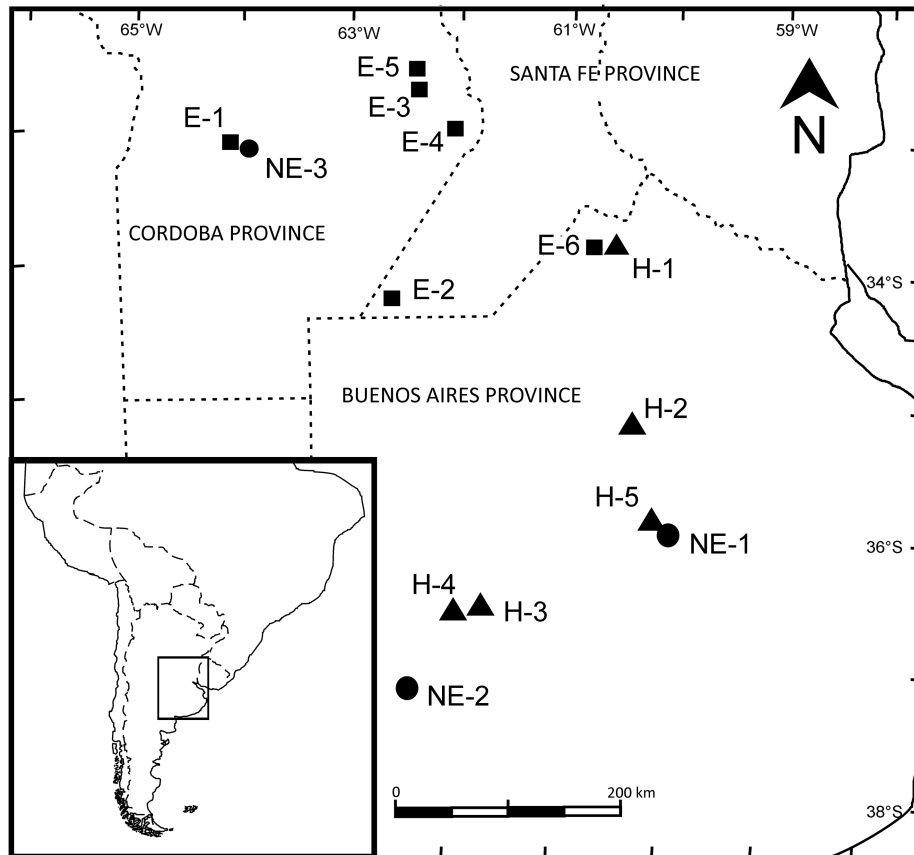 65°W 63°W 61°W 59°W
E-5
SANTA FE PROVINCE
E-3
E-1
E-4
N
NE-3
CORDOBA PROVINCE
E-6
H-1
34°S
E-2
BUENOS AIRES PROVINCE
H-2
H-5
NE-1
36°S
H-4
H-3
NE-2
0 200 km
38°S